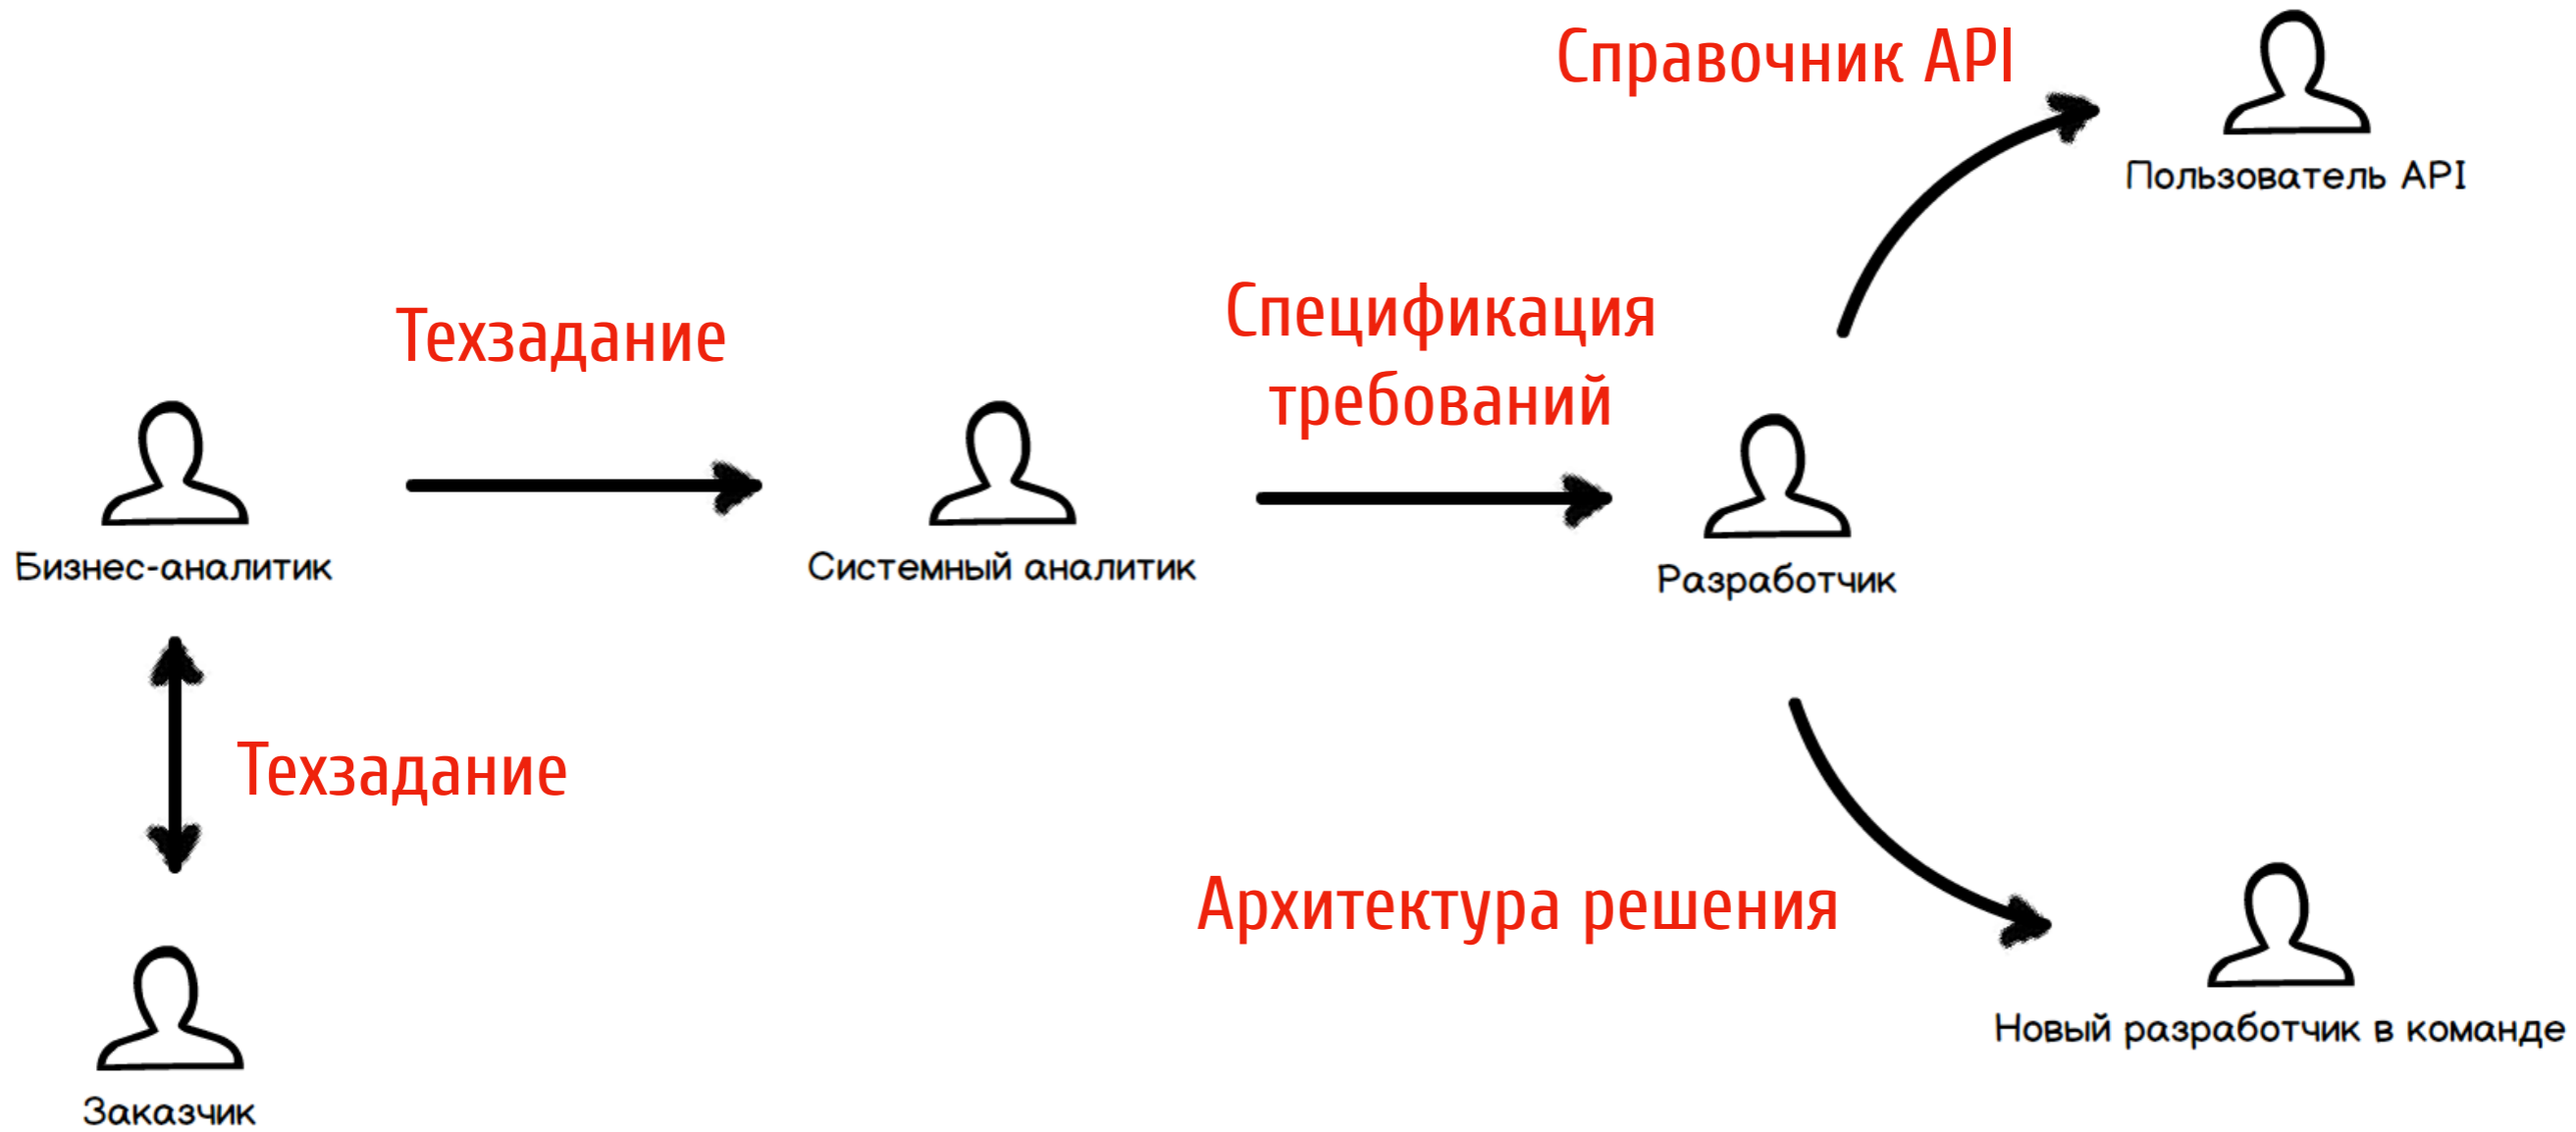 Справочник API
Пользователь API
Техзадание
Спецификация
требований
Бизнес-аналитик
Системный аналитик
Разработчик
Техзадание
Архитектура решения
Новый разработчик в команде
Заказчик